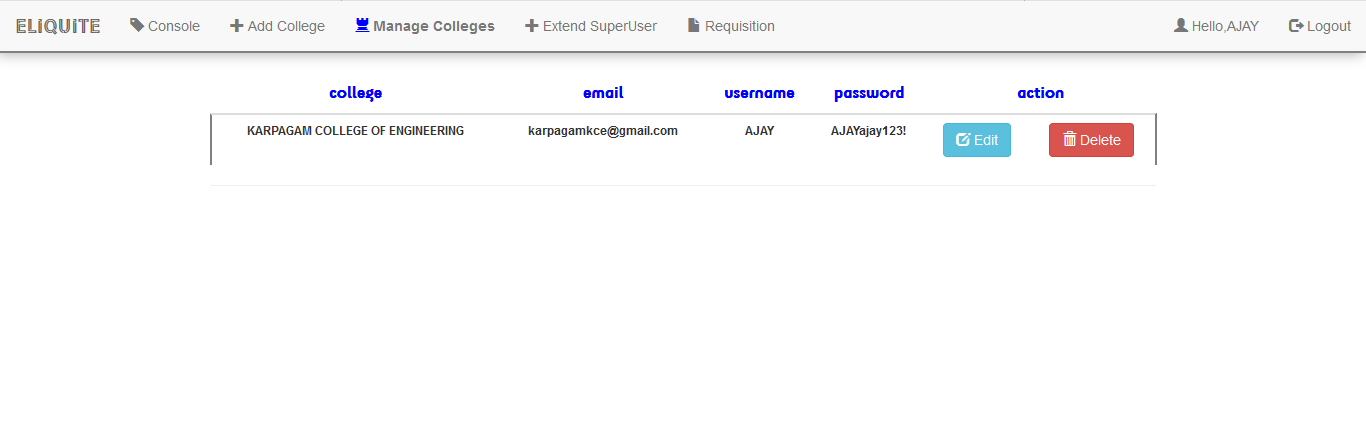 ELiQUiTE Console Add College Manage Colleges Extend SuperUser Requisition Hello,AJAY Logout
college email username password action
KARPAGAM COLLEGE OF ENGINEERING karpagamkce@gmail.com AJAY AJAYajay123! Edit Delete